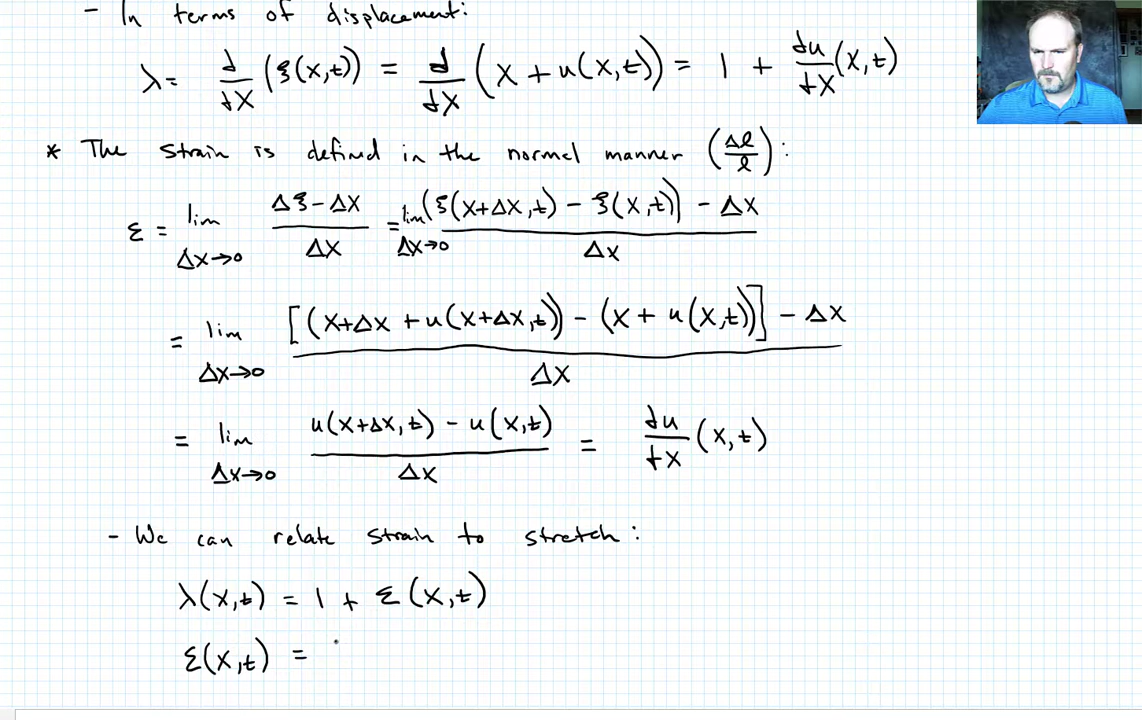 - In terms of displacement:
λ = d/dX (ξ(X,t)) = d/dX (X + u(X,t)) = 1 + du/dX (X,t)
* The strain is defined in the normal manner (Δl/l):
ε = lim ΔX→0 (Δξ - ΔX)/ΔX = lim ΔX→0 ((ξ(X+ΔX,t) - ξ(X,t)) - ΔX)/ΔX
= lim ΔX→0 ([(X+ΔX + u(X+ΔX,t)) - (X + u(X,t))] - ΔX)/ΔX
= lim ΔX→0 (u(X+ΔX,t) - u(X,t))/ΔX = du/dX (X,t)
- We can relate strain to stretch:
λ(X,t) = 1 + ε(X,t)
ε(X,t) =